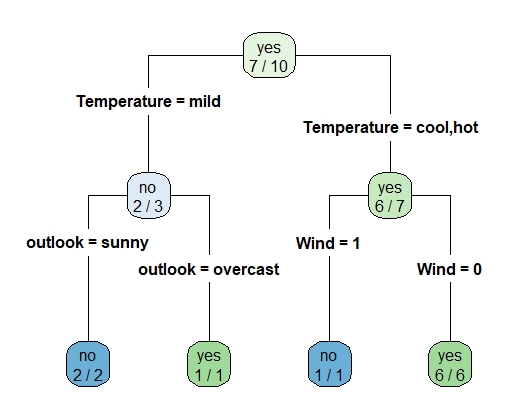 yes
7 / 10
Temperature = mild
Temperature = cool,hot
no
2 / 3
yes
6 / 7
outlook = sunny
outlook = overcast
Wind = 1
Wind = 0
no
2 / 2
yes
1 / 1
no
1 / 1
yes
6 / 6